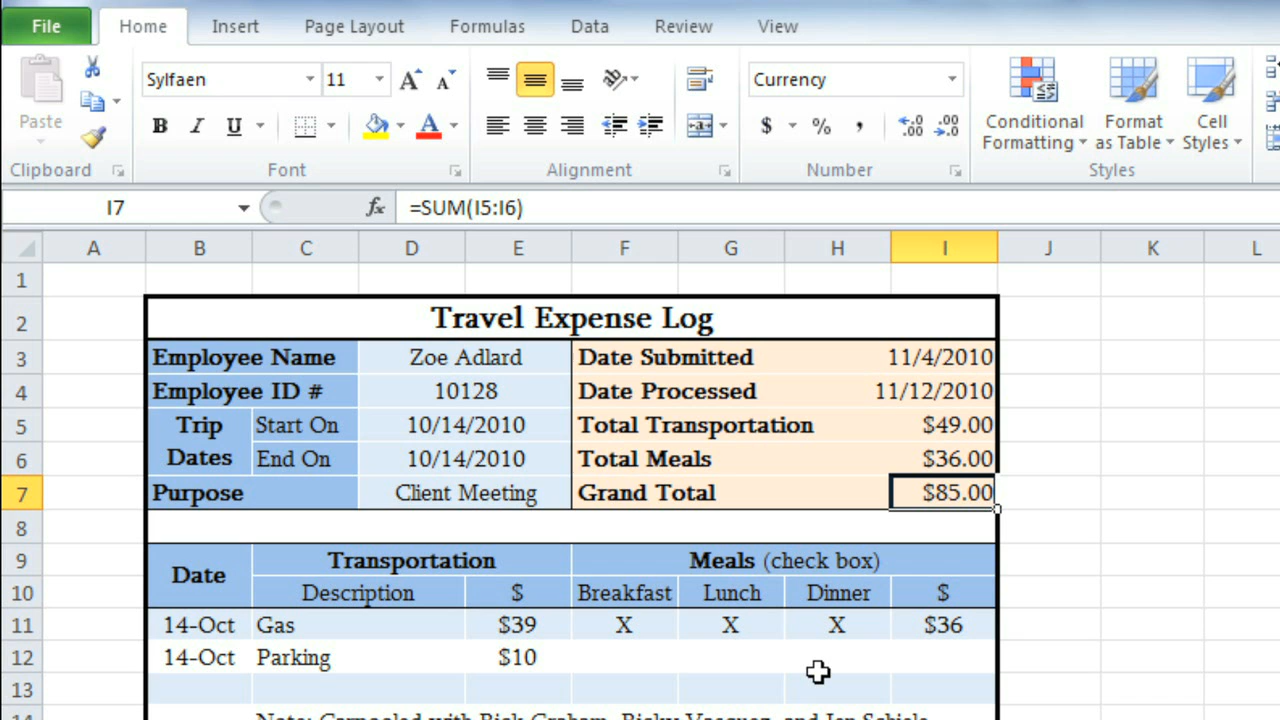 File Home Insert Page Layout Formulas Data Review View
Sylfaen 11 A A Currency
Paste B I U A $ % , .0 .00 .00 .0 Conditional Formatting Format as Table Cell Styles
Clipboard Font Alignment Number Styles
I7 fx =SUM(I5:I6)
A B C D E F G H I J K L
1
2 Travel Expense Log
3 Employee Name Zoe Adlard Date Submitted 11/4/2010
4 Employee ID # 10128 Date Processed 11/12/2010
5 Trip Start On 10/14/2010 Total Transportation $49.00
6 Dates End On 10/14/2010 Total Meals $36.00
7 Purpose Client Meeting Grand Total $85.00
8
9 Date Transportation Meals (check box)
10 Description $ Breakfast Lunch Dinner $
11 14-Oct Gas $39 X X X $36
12 14-Oct Parking $10
13